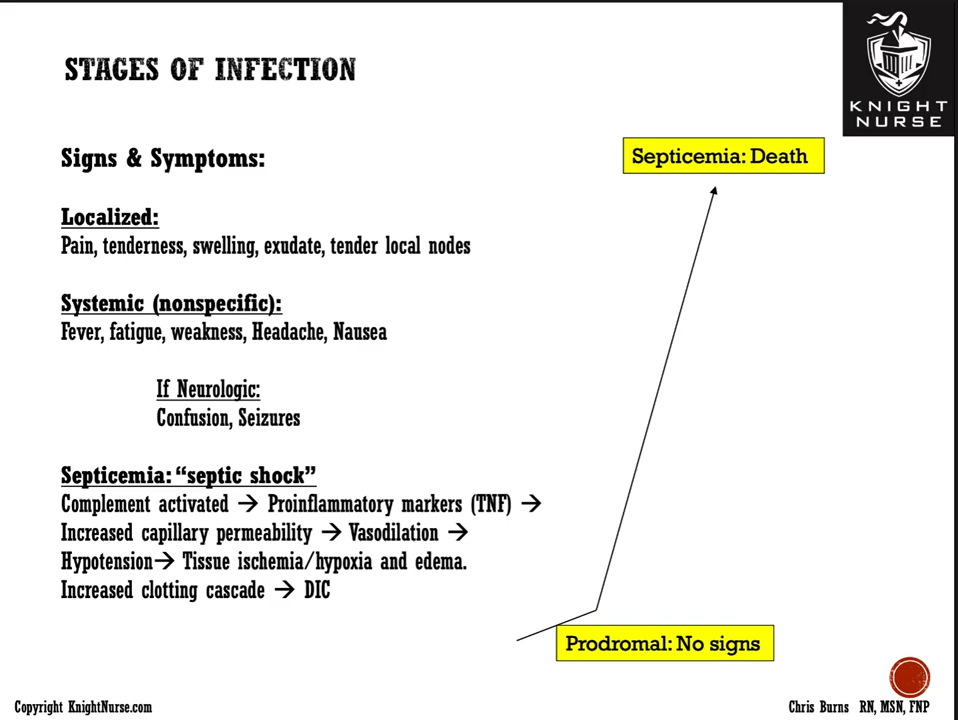 STAGES OF INFECTION
KNIGHT
NURSE
Signs & Symptoms:
Septicemia: Death
Localized:
Pain, tenderness, swelling, exudate, tender local nodes
Systemic (nonspecific):
Fever, fatigue, weakness, Headache, Nausea
If Neurologic:
Confusion, Seizures
Septicemia: “septic shock”
Complement activated → Proinflammatory markers (TNF) →
Increased capillary permeability → Vasodilation →
Hypotension→ Tissue ischemia/hypoxia and edema.
Increased clotting cascade → DIC
Prodromal: No signs
Copyright KnightNurse.com
Chris Burns RN, MSN, FNP